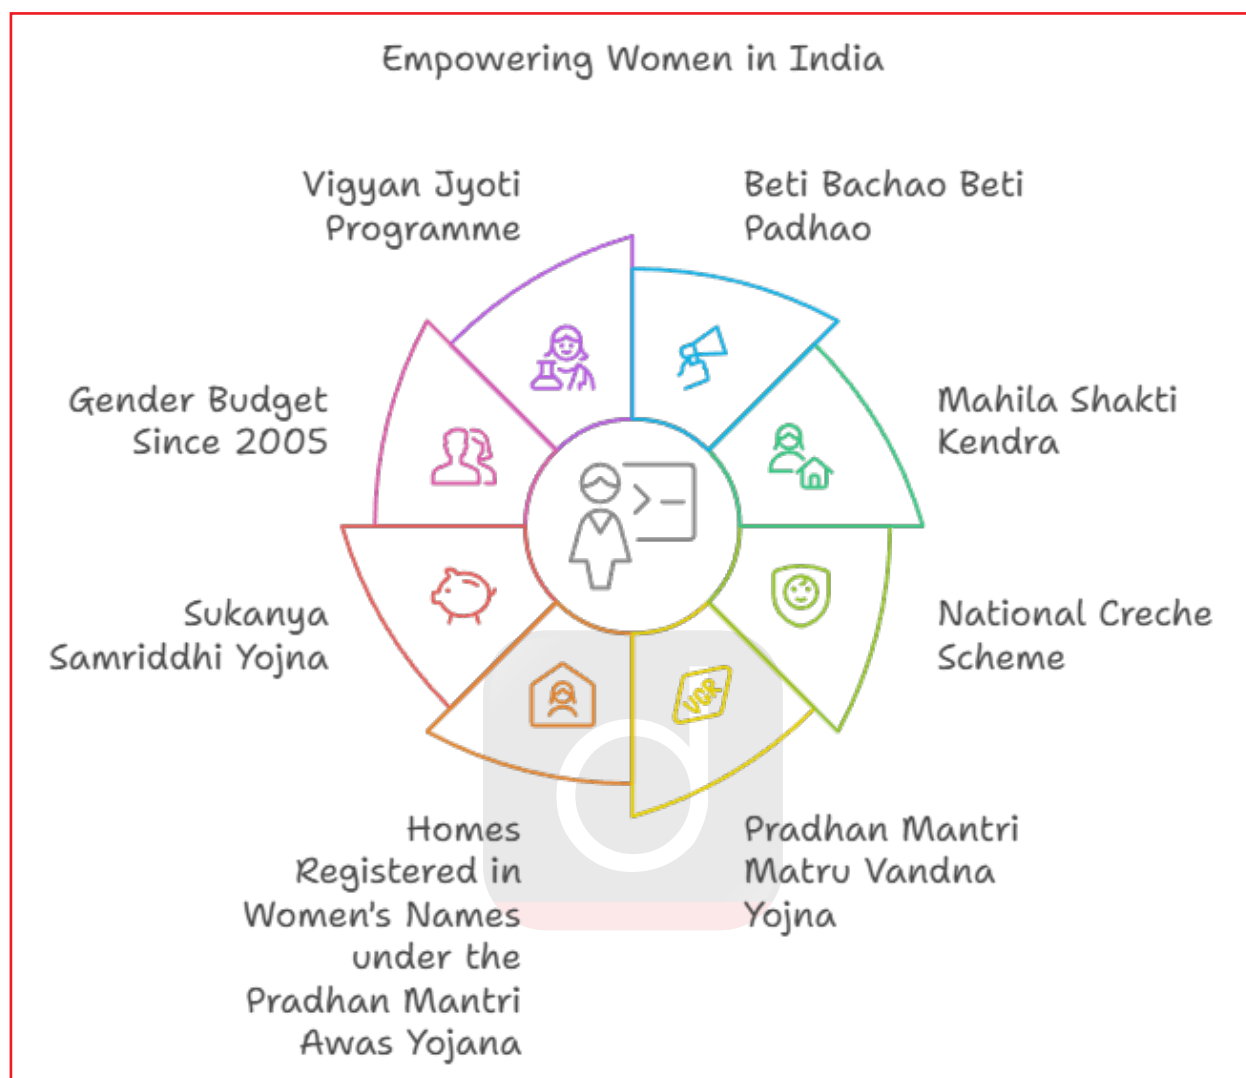 Empowering Women in India
Vigyan Jyoti
Programme
Beti Bachao Beti
Padhao
Gender Budget
Since 2005
Mahila Shakti
Kendra
Sukanya
Samriddhi Yojna
National Creche
Scheme
VCR
Homes
Registered in
Women's Names
under the
Pradhan Mantri
Awas Yojana
Pradhan Mantri
Matru Vandna
Yojna